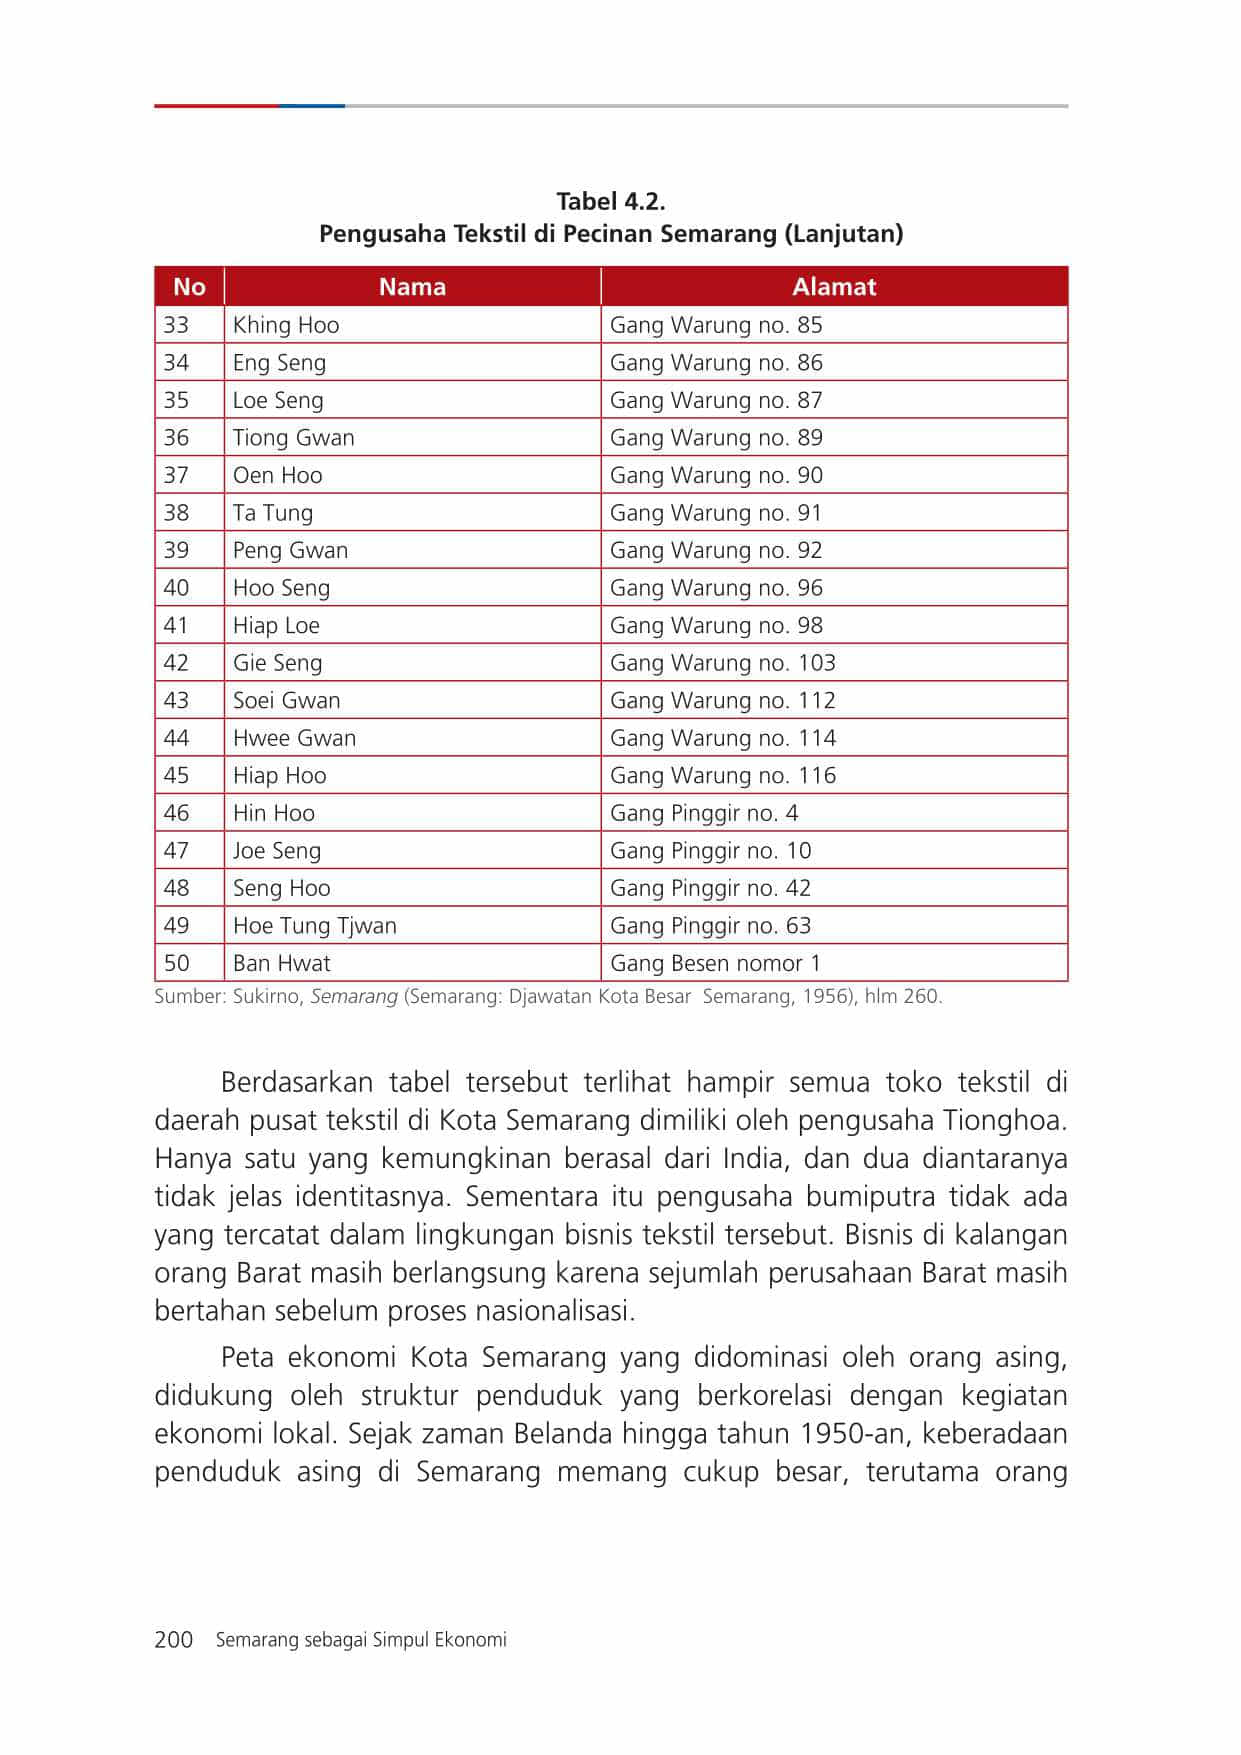 Tabel 4.2.
Pengusaha Tekstil di Pecinan Semarang (Lanjutan)
No Nama Alamat
33 Khing Hoo Gang Warung no. 85
34 Eng Seng Gang Warung no. 86
35 Loe Seng Gang Warung no. 87
36 Tiong Gwan Gang Warung no. 89
37 Oen Hoo Gang Warung no. 90
38 Ta Tung Gang Warung no. 91
39 Peng Gwan Gang Warung no. 92
40 Hoo Seng Gang Warung no. 96
41 Hiap Loe Gang Warung no. 98
42 Gie Seng Gang Warung no. 103
43 Soei Gwan Gang Warung no. 112
44 Hwee Gwan Gang Warung no. 114
45 Hiap Hoo Gang Warung no. 116
46 Hin Hoo Gang Pinggir no. 4
47 Joe Seng Gang Pinggir no. 10
48 Seng Hoo Gang Pinggir no. 42
49 Hoe Tung Tjwan Gang Pinggir no. 63
50 Ban Hwat Gang Besen nomor 1
Sumber: Sukirno, Semarang (Semarang: Djawatan Kota Besar Semarang, 1956), hlm 260.
Berdasarkan tabel tersebut terlihat hampir semua toko tekstil di
daerah pusat tekstil di Kota Semarang dimiliki oleh pengusaha Tionghoa.
Hanya satu yang kemungkinan berasal dari India, dan dua diantaranya
tidak jelas identitasnya. Sementara itu pengusaha bumiputra tidak ada
yang tercatat dalam lingkungan bisnis tekstil tersebut. Bisnis di kalangan
orang Barat masih berlangsung karena sejumlah perusahaan Barat masih
bertahan sebelum proses nasionalisasi.
Peta ekonomi Kota Semarang yang didominasi oleh orang asing,
didukung oleh struktur penduduk yang berkorelasi dengan kegiatan
ekonomi lokal. Sejak zaman Belanda hingga tahun 1950-an, keberadaan
penduduk asing di Semarang memang cukup besar, terutama orang
200 Semarang sebagai Simpul Ekonomi